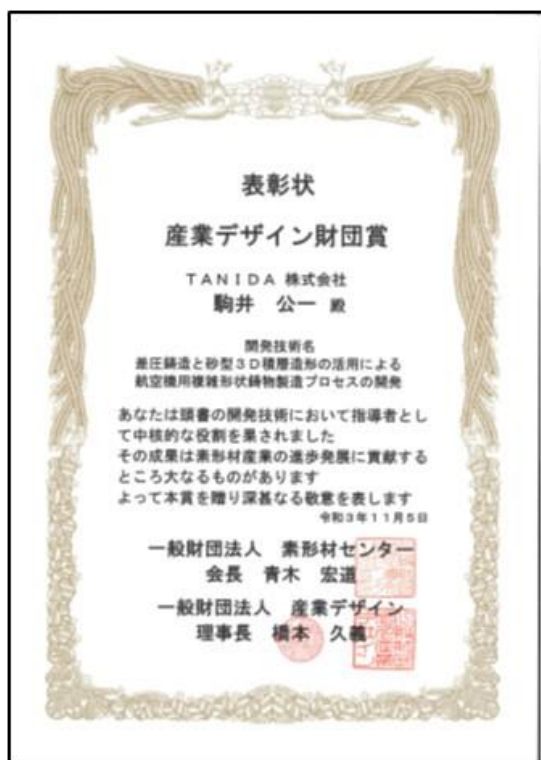 表彰状
産業デザイン財団賞
TANIDA 株式会社
駒井 公一 殿
開発技術名
差圧鋳造と砂型3D積層造形の活用による
航空機用複雑形状鋳物製造プロセスの開発
あなたは頭書の開発技術において指導者とし
て中核的な役割を果されました
その成果は素形材産業の進歩発展に貢献する
ところ大なるものがあります
よって本賞を贈り深甚なる敬意を表します
令和3年11月5日
一般財団法人 素形材センター
会長 青木 宏道
一般財団法人 産業デザイン
理事長 橋本 久義